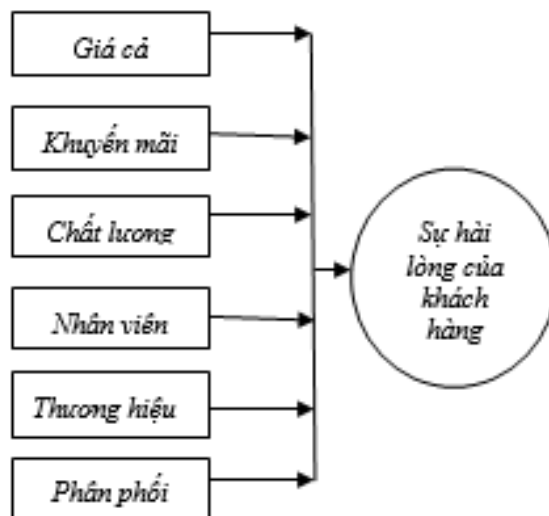 Giá cả
Khuyến mãi
Chất lượng
Nhân viên
Thương hiệu
Phân phối
Sự hài
lòng của
khách
hàng